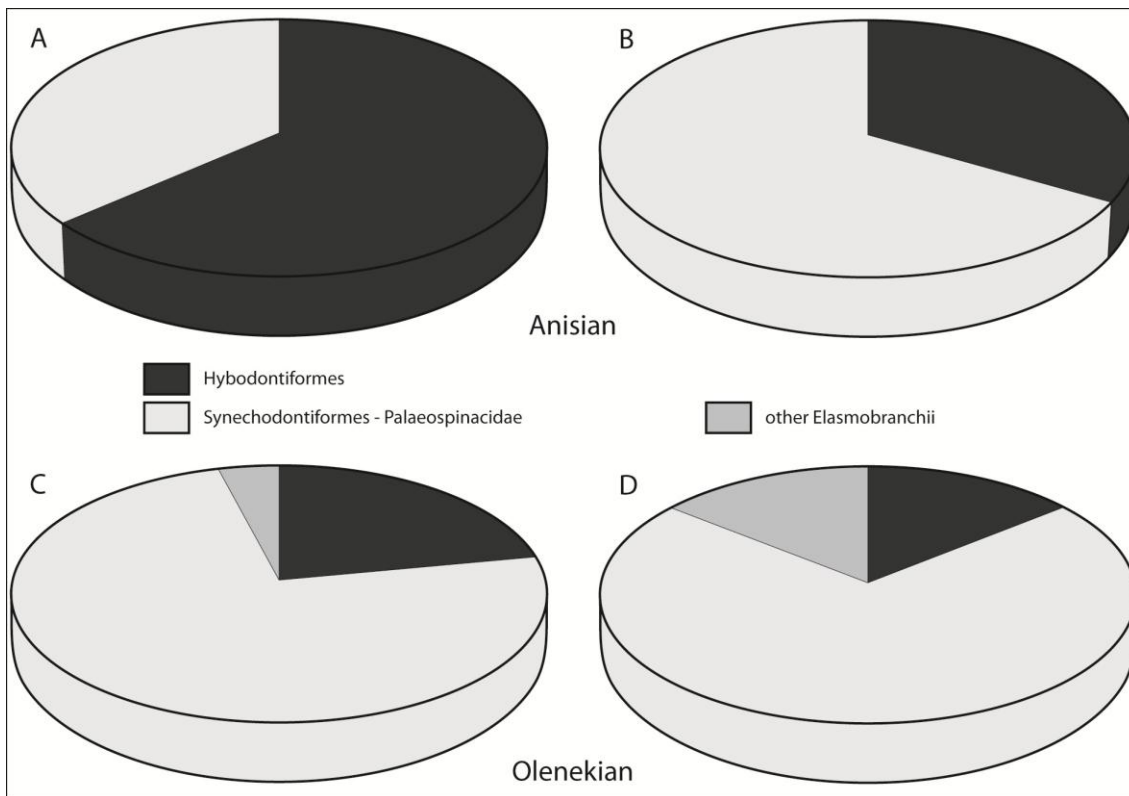 A
B
Anisian
Hybodontiformes
Synechodontiformes - Palaeospinacidae
other Elasmobranchii
C
D
Olenekian